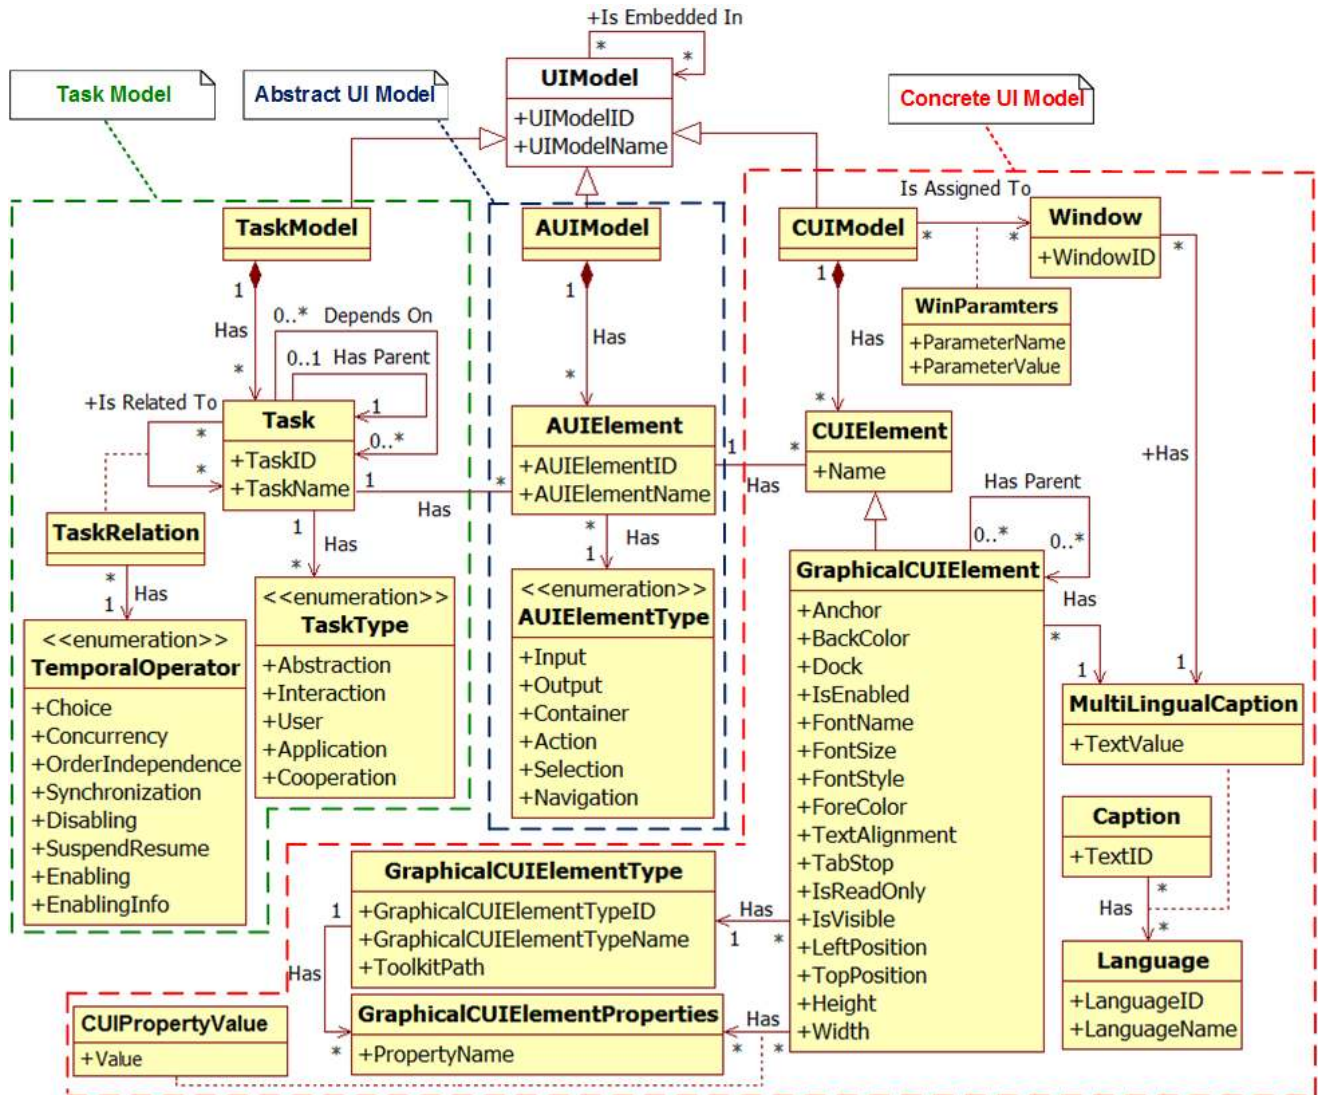 +Is Embedded In
*
*
UIModel
+UIModelID
+UIModelName
Task Model
Abstract UI Model
Concrete UI Model
TaskModel
1
Has
*
0..* Depends On
0..1 Has Parent
1
0..*
+Is Related To
*
*
Task
+TaskID
+TaskName
1
Has
*
TaskRelation
*
Has
1
1
Has
*
<<enumeration>>
TemporalOperator
+Choice
+Concurrency
+OrderIndependence
+Synchronization
+Disabling
+SuspendResume
+Enabling
+EnablingInfo
<<enumeration>>
TaskType
+Abstraction
+Interaction
+User
+Application
+Cooperation
AUIModel
1
Has
*
AUIElement
+AUIElementID
+AUIElementName
1
Has
*
*
Has
1
<<enumeration>>
AUIElementType
+Input
+Output
+Container
+Action
+Selection
+Navigation
CUIModel
Is Assigned To
*
*
Window
+WindowID
WinParamters
+ParameterName
+ParameterValue
1
Has
*
CUIElement
+Name
*
+Has
1
Has Parent
0..*
0..*
GraphicalCUIElement
+Anchor
+BackColor
+Dock
+IsEnabled
+FontName
+FontSize
+FontStyle
+ForeColor
+TextAlignment
+TabStop
+IsReadOnly
+IsVisible
+LeftPosition
+TopPosition
+Height
+Width
Has
*
1
MultiLingualCaption
+TextValue
Caption
+TextID
*
Has
*
Language
+LanguageID
+LanguageName
GraphicalCUIElementType
+GraphicalCUIElementTypeID
+GraphicalCUIElementTypeName
+ToolkitPath
Has
1
*
1
Has
*
GraphicalCUIElementProperties
+PropertyName
Has
*
*
CUIPropertyValue
+Value